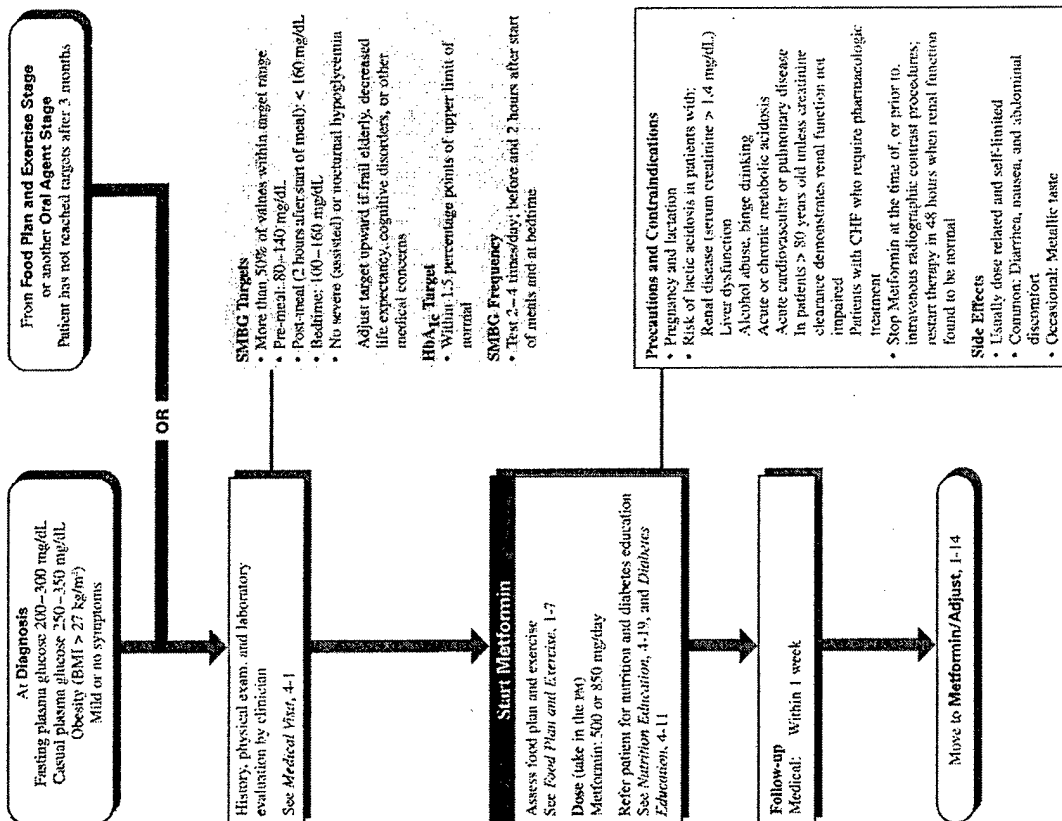 At Diagnosis
Fasting plasma glucose 200–300 mg/dL
Casual plasma glucose 250–350 mg/dL
Obesity (BMI > 27 kg/m²)
Mild or no symptoms
OR
From Food Plan and Exercise Stage
or another Oral Agent Stage
Patient has not reached targets after 3 months
History, physical exam, and laboratory
evaluation by clinician
See Medical Visit, 4-1
SMBG Targets
• More than 50% of values within target range
• Pre-meal: 80–140 mg/dL
• Post-meal (2 hours after start of meal): < 160 mg/dL
• Bedtime: 100–160 mg/dL
• No severe (assisted) or nocturnal hypoglycemia
Adjust target upward if frail elderly, decreased
life expectancy, cognitive disorders, or other
medical concerns
HbA1c Target
• Within 1.5 percentage points of upper limit of
normal
SMBG Frequency
• Test 2–4 times/day; before and 2 hours after start
of meals and at bedtime
Start Metformin
Assess food plan and exercise
See Food Plan and Exercise, 1-7
Dose (take in the PM)
Metformin: 500 or 850 mg/day
Refer patient for nutrition and diabetes education
See Nutrition Education, 4-19, and Diabetes
Education, 4-11
Precautions and Contraindications
• Pregnancy and lactation
• Risk of lactic acidosis in patients with:
Renal disease (serum creatinine > 1.4 mg/dL)
Liver dysfunction
Alcohol abuse, binge drinking
Acute or chronic metabolic acidosis
Acute cardiovascular or pulmonary disease
In patients > 80 years old unless creatinine
clearance demonstrates renal function not
impaired
Patients with CHF who require pharmacologic
treatment
• Stop Metformin at the time of, or prior to,
intravenous radiographic contrast procedures;
restart therapy in 48 hours when renal function
found to be normal
Side Effects
• Usually dose related and self-limited
• Common: Diarrhea, nausea, and abdominal
discomfort
• Occasional: Metallic taste
Follow-up
Medical: Within 1 week
Move to Metformin/Adjust, 1-14